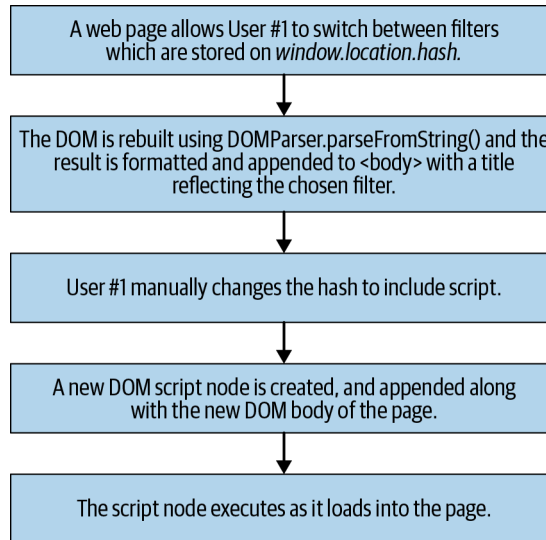 A web page allows User #1 to switch between filters
which are stored on window.location.hash.
The DOM is rebuilt using DOMParser.parseFromString() and the
result is formatted and appended to <body> with a title
reflecting the chosen filter.
User #1 manually changes the hash to include script.
A new DOM script node is created, and appended along
with the new DOM body of the page.
The script node executes as it loads into the page.